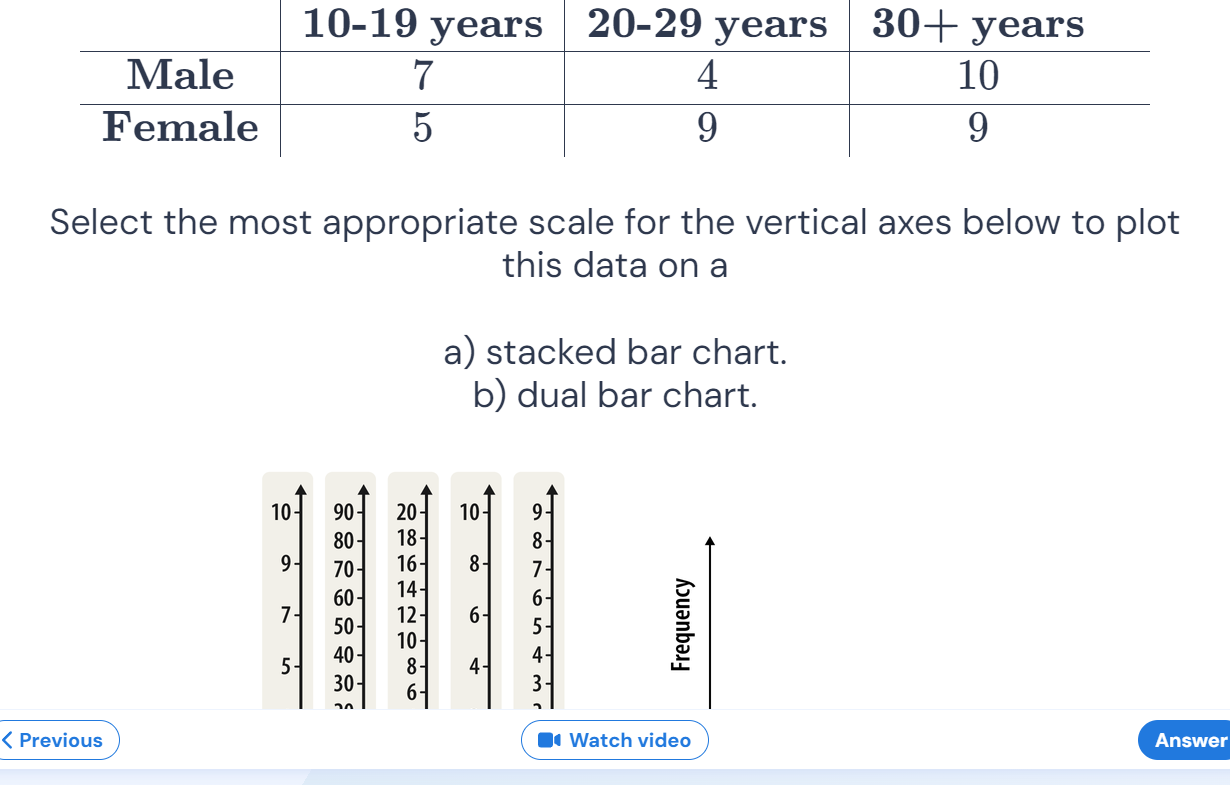 10-19 years 20-29 years 30+ years
Male 7 4 10
Female 5 9 9
Select the most appropriate scale for the vertical axes below to plot
this data on a
a) stacked bar chart.
b) dual bar chart.
10 90 20 10 9
80 18 8
9 70 16 8 7
60 14 6
7 50 12 6 5
40 10 4
5 30 8 4 3
6
Frequency
Previous Watch video Answer